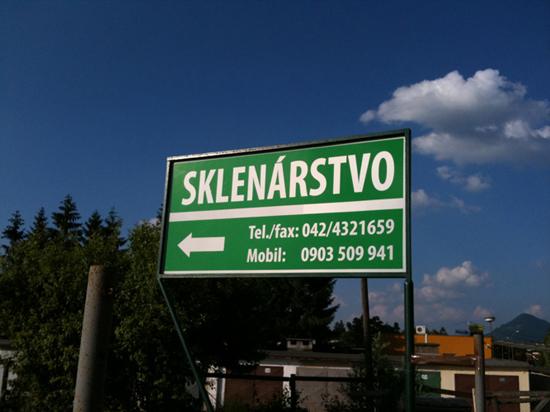 SKLENÁRSTVO
Tel./fax: 042/4321659
Mobil: 0903 509 941